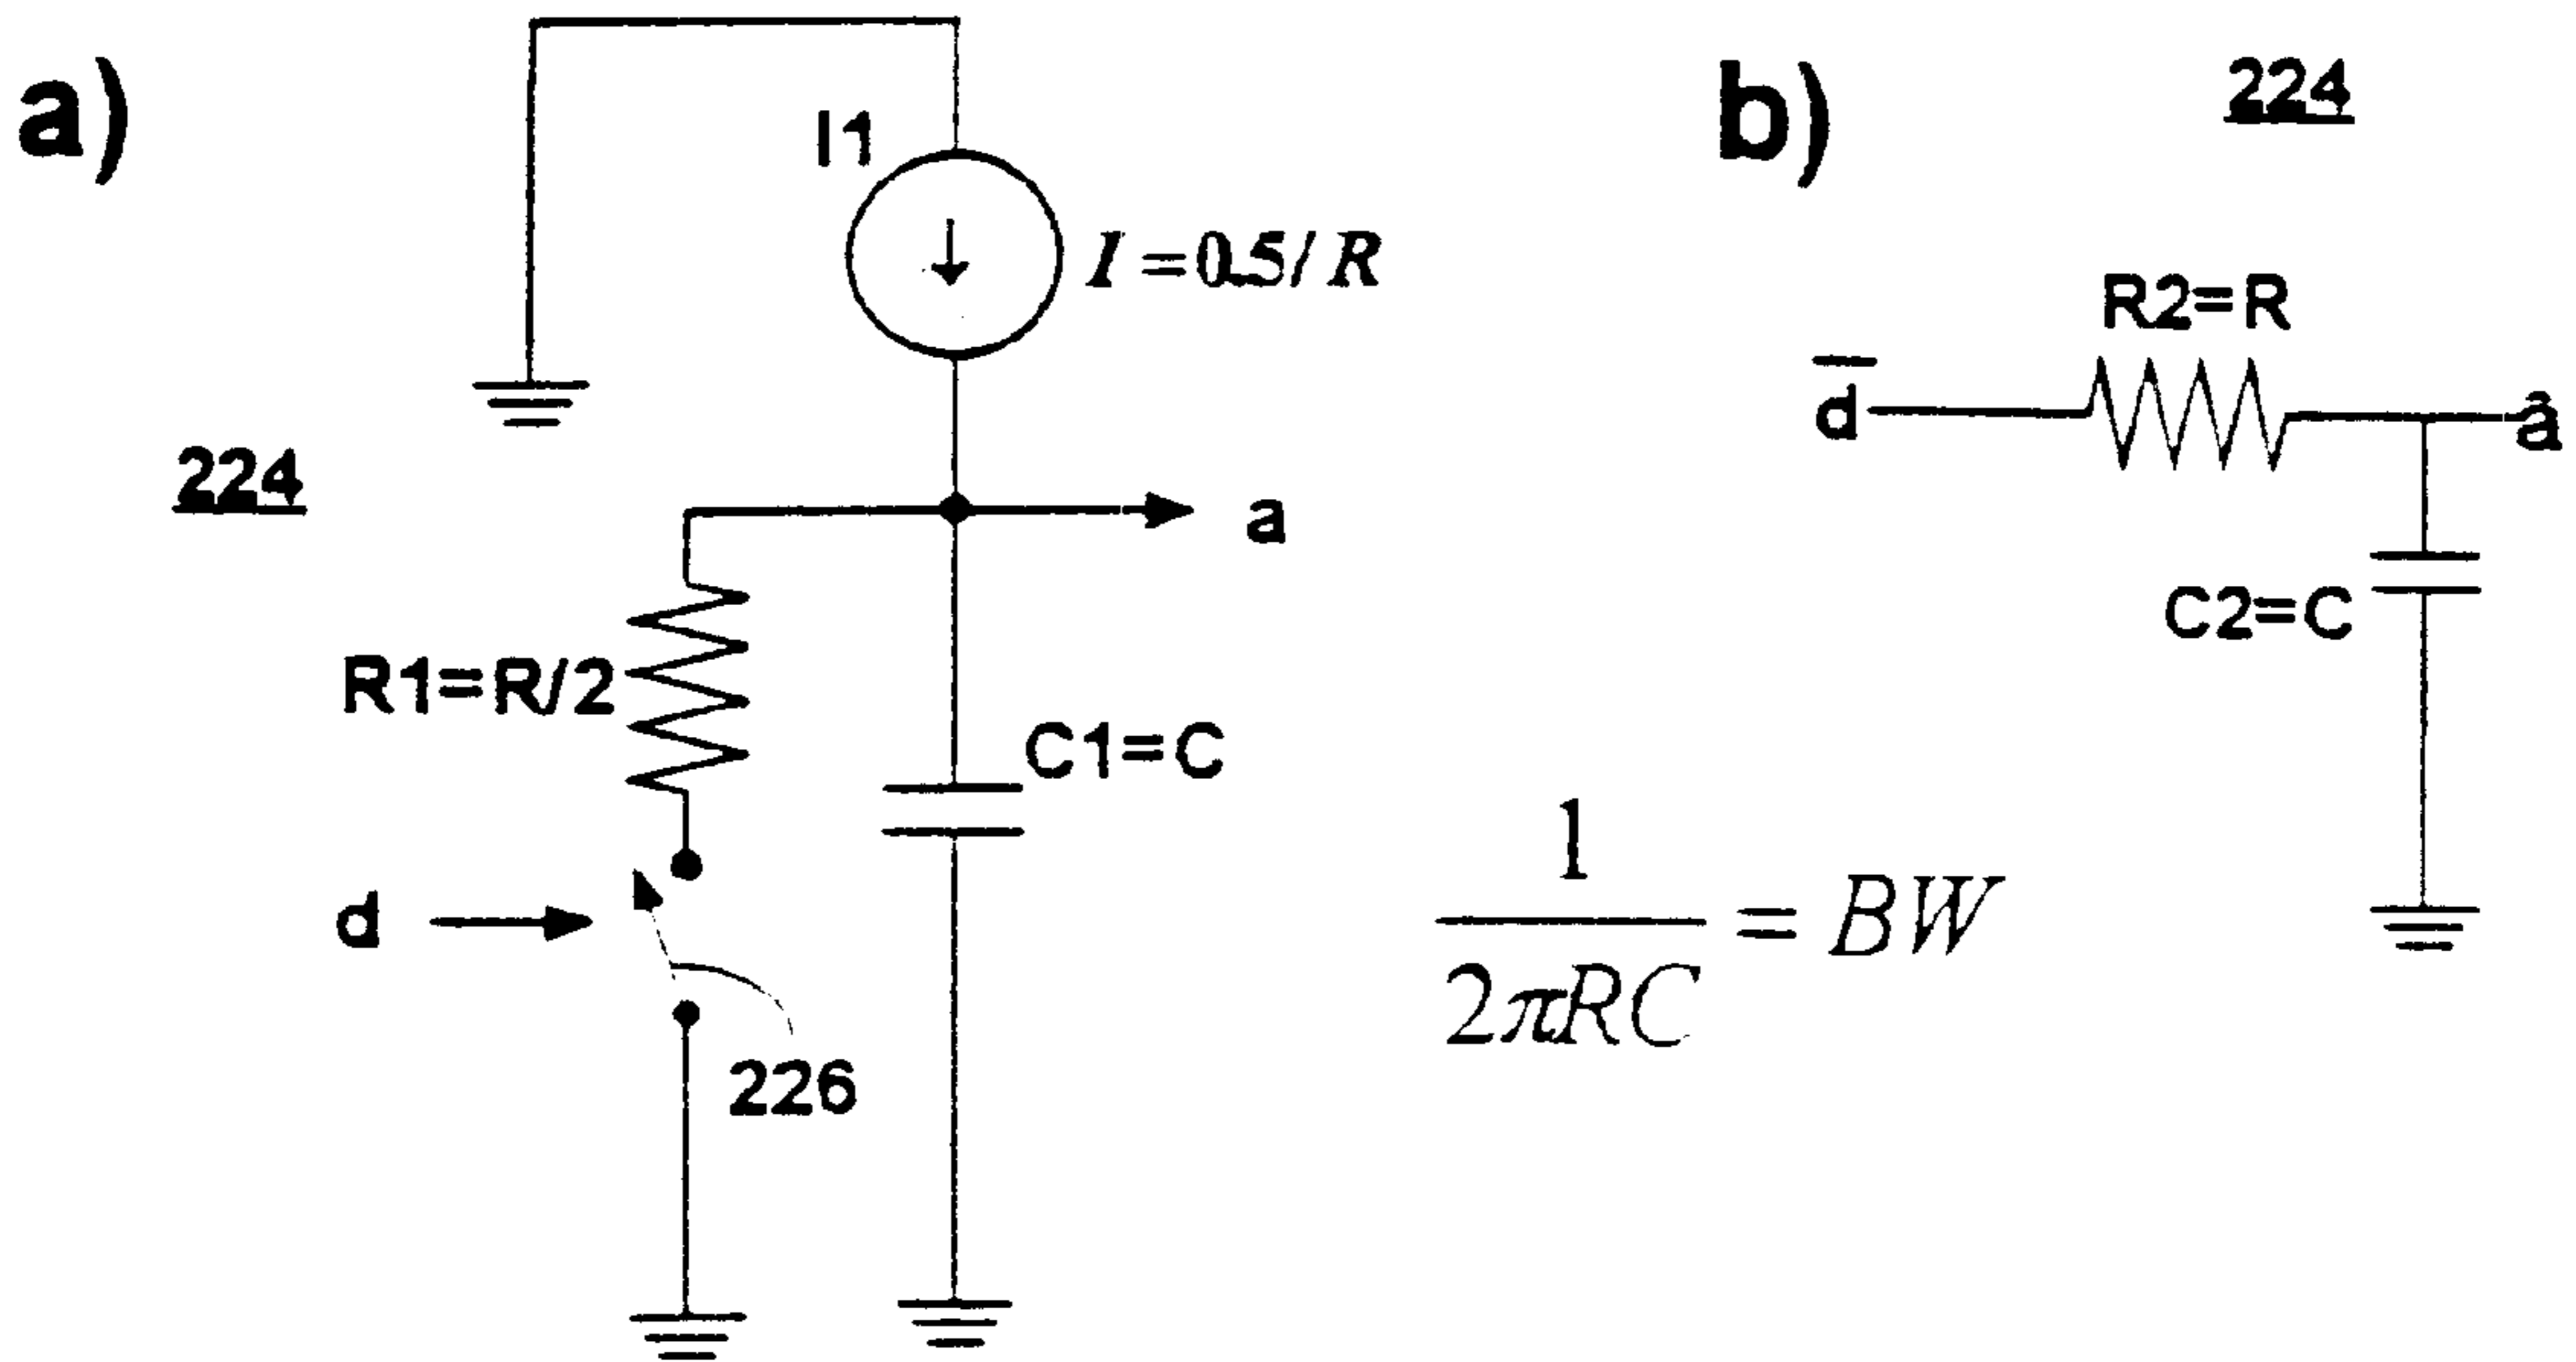 a)
I1
I = 0.5 / R
224
a
R1=R/2
C1=C
d
226
b)
224
R2=R
d̅
â
C2=C
1
2πRC
= BW